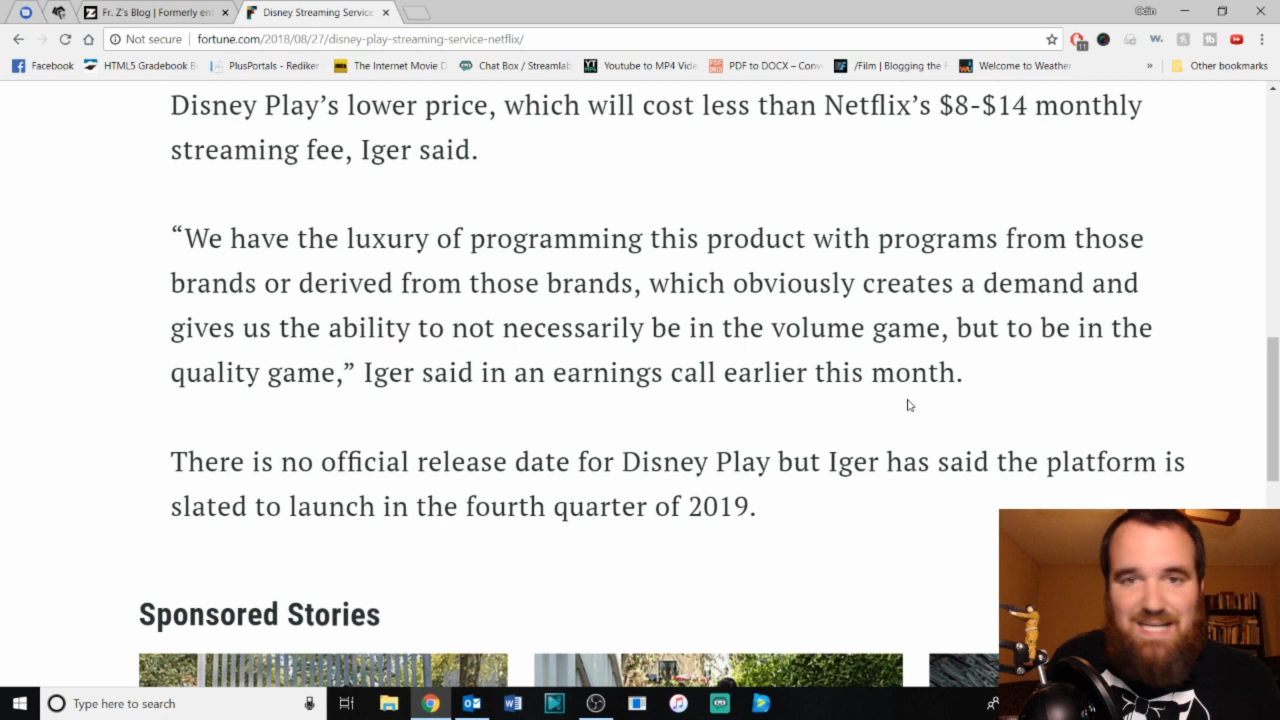 Fr. Z's Blog | Formerly ent
Disney Streaming Service
Odin
Not secure
fortune.com/2018/08/27/disney-play-streaming-service-netflix/
11
W.
fb
Facebook
HTML5 Gradebook
PlusPortals - Rediker
The Internet Movie D
Chat Box / Streamlab
Youtube to MP4 Vide
PDF to DOCX – Conv
/Film | Blogging the
Welcome to Weather
»
Other bookmarks
Disney Play’s lower price, which will cost less than Netflix’s $8-$14 monthly
streaming fee, Iger said.
“We have the luxury of programming this product with programs from those
brands or derived from those brands, which obviously creates a demand and
gives us the ability to not necessarily be in the volume game, but to be in the
quality game,” Iger said in an earnings call earlier this month.
There is no official release date for Disney Play but Iger has said the platform is
slated to launch in the fourth quarter of 2019.
Sponsored Stories
Type here to search